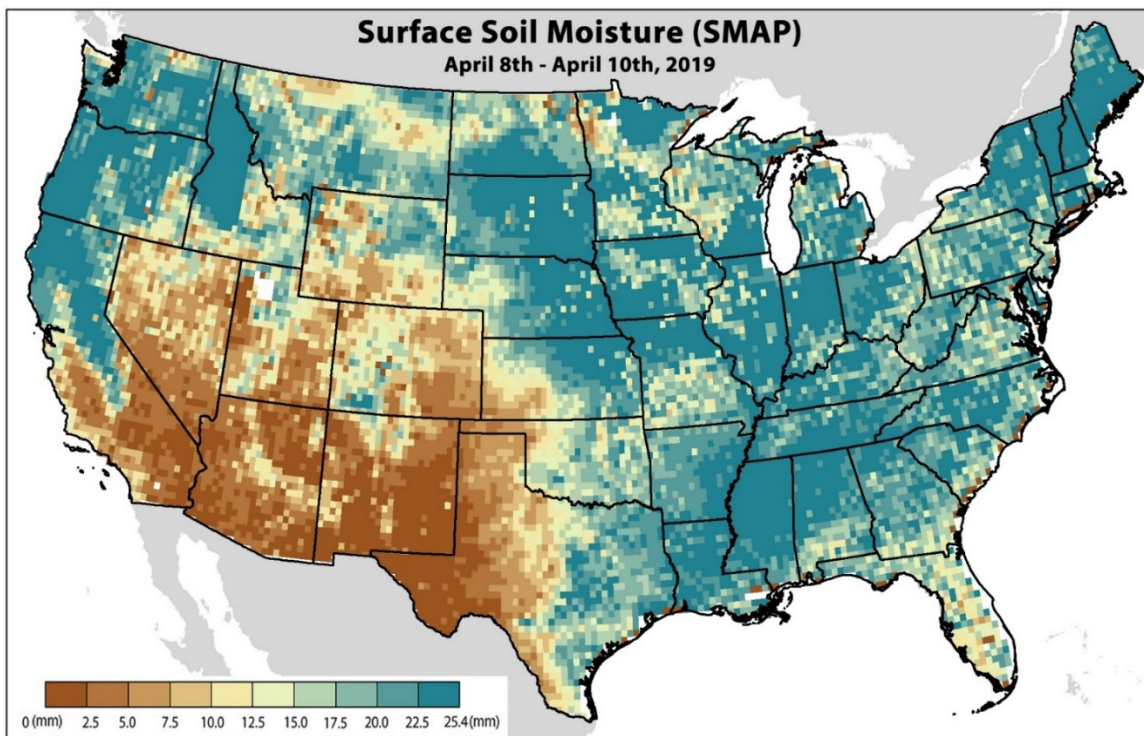 Surface Soil Moisture (SMAP)
April 8th - April 10th, 2019
0 (mm) 2.5 5.0 7.5 10.0 12.5 15.0 17.5 20.0 22.5 25.4 (mm)